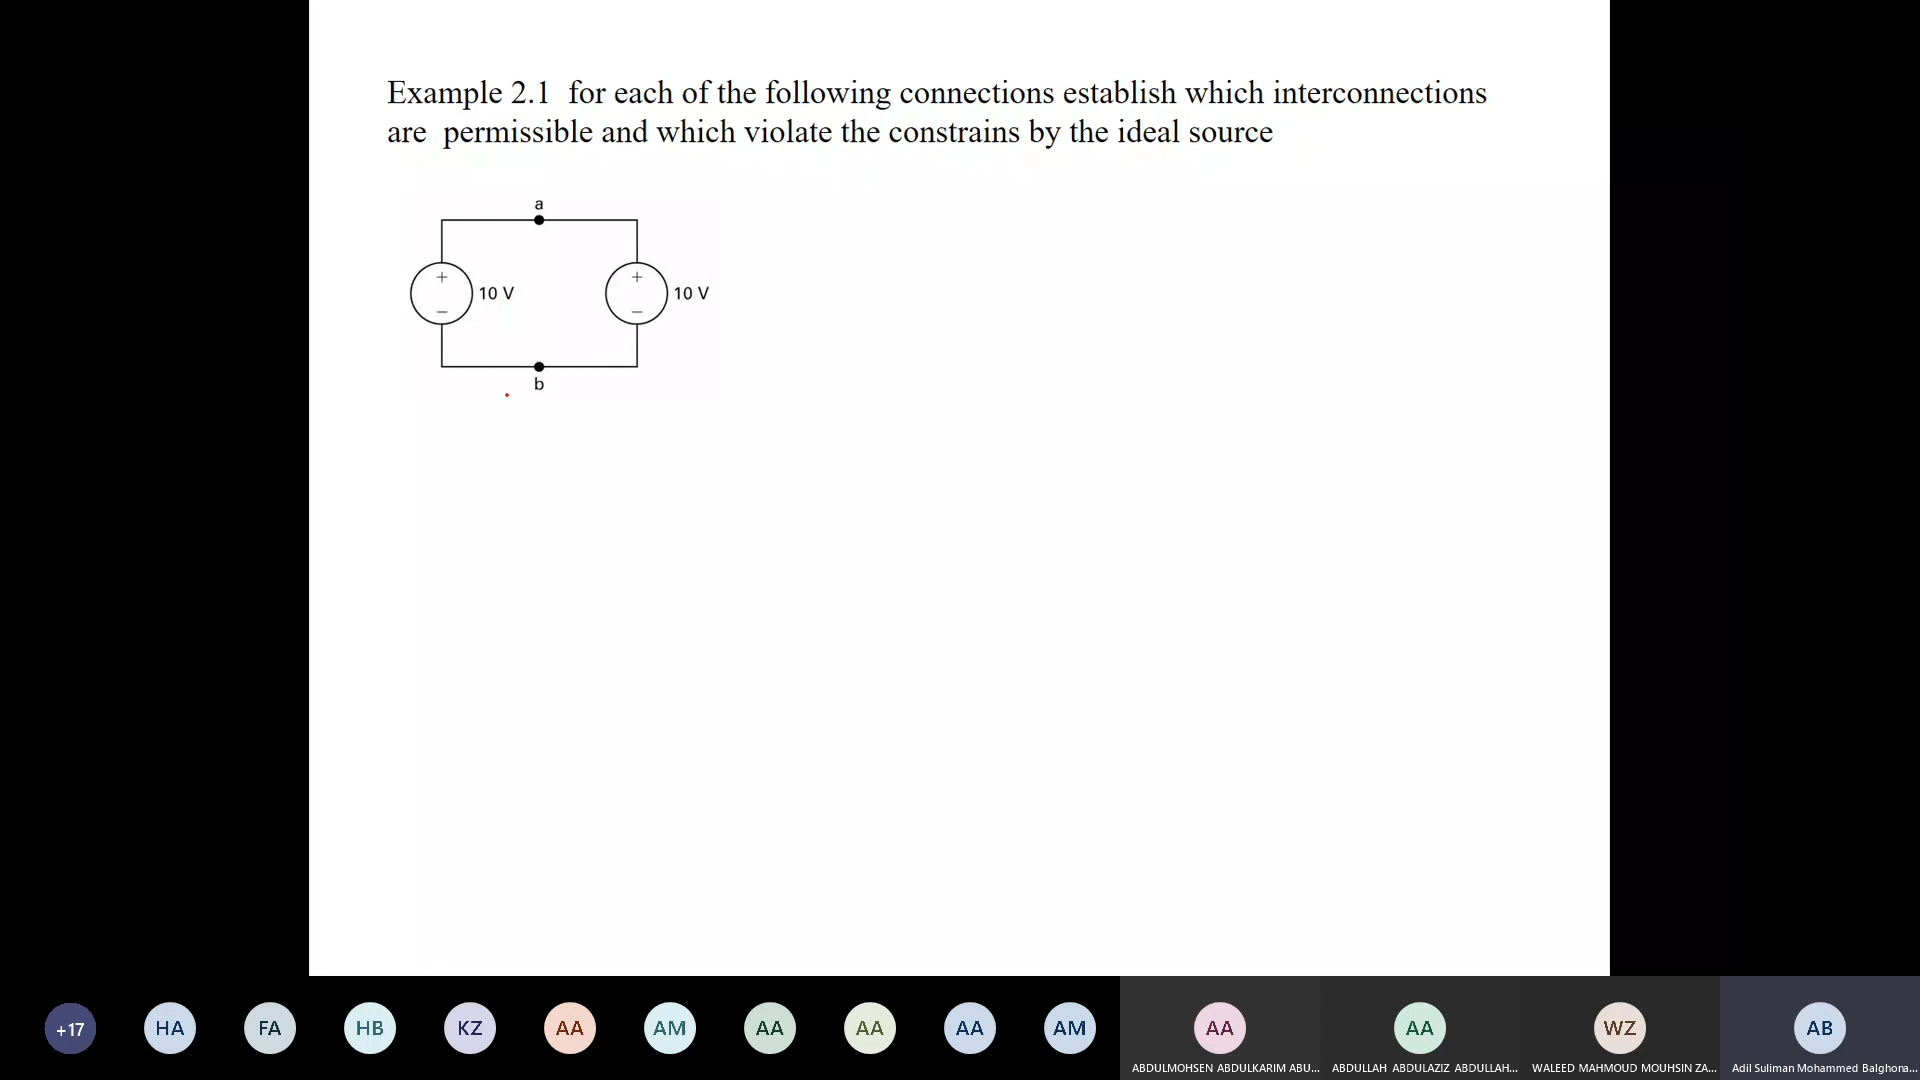 Example 2.1 for each of the following connections establish which interconnections
are permissible and which violate the constrains by the ideal source
a
+
+
10 V
10 V
–
–
b
+17
HA
FA
HB
KZ
AA
AM
AA
AA
AA
AM
AA
AA
WZ
AB
ABDULMOHSEN ABDULKARIM ABU...
ABDULLAH ABDULAZIZ ABDULLAH...
WALEED MAHMOUD MOUHSIN ZA...
Adil Suliman Mohammed Balghona...